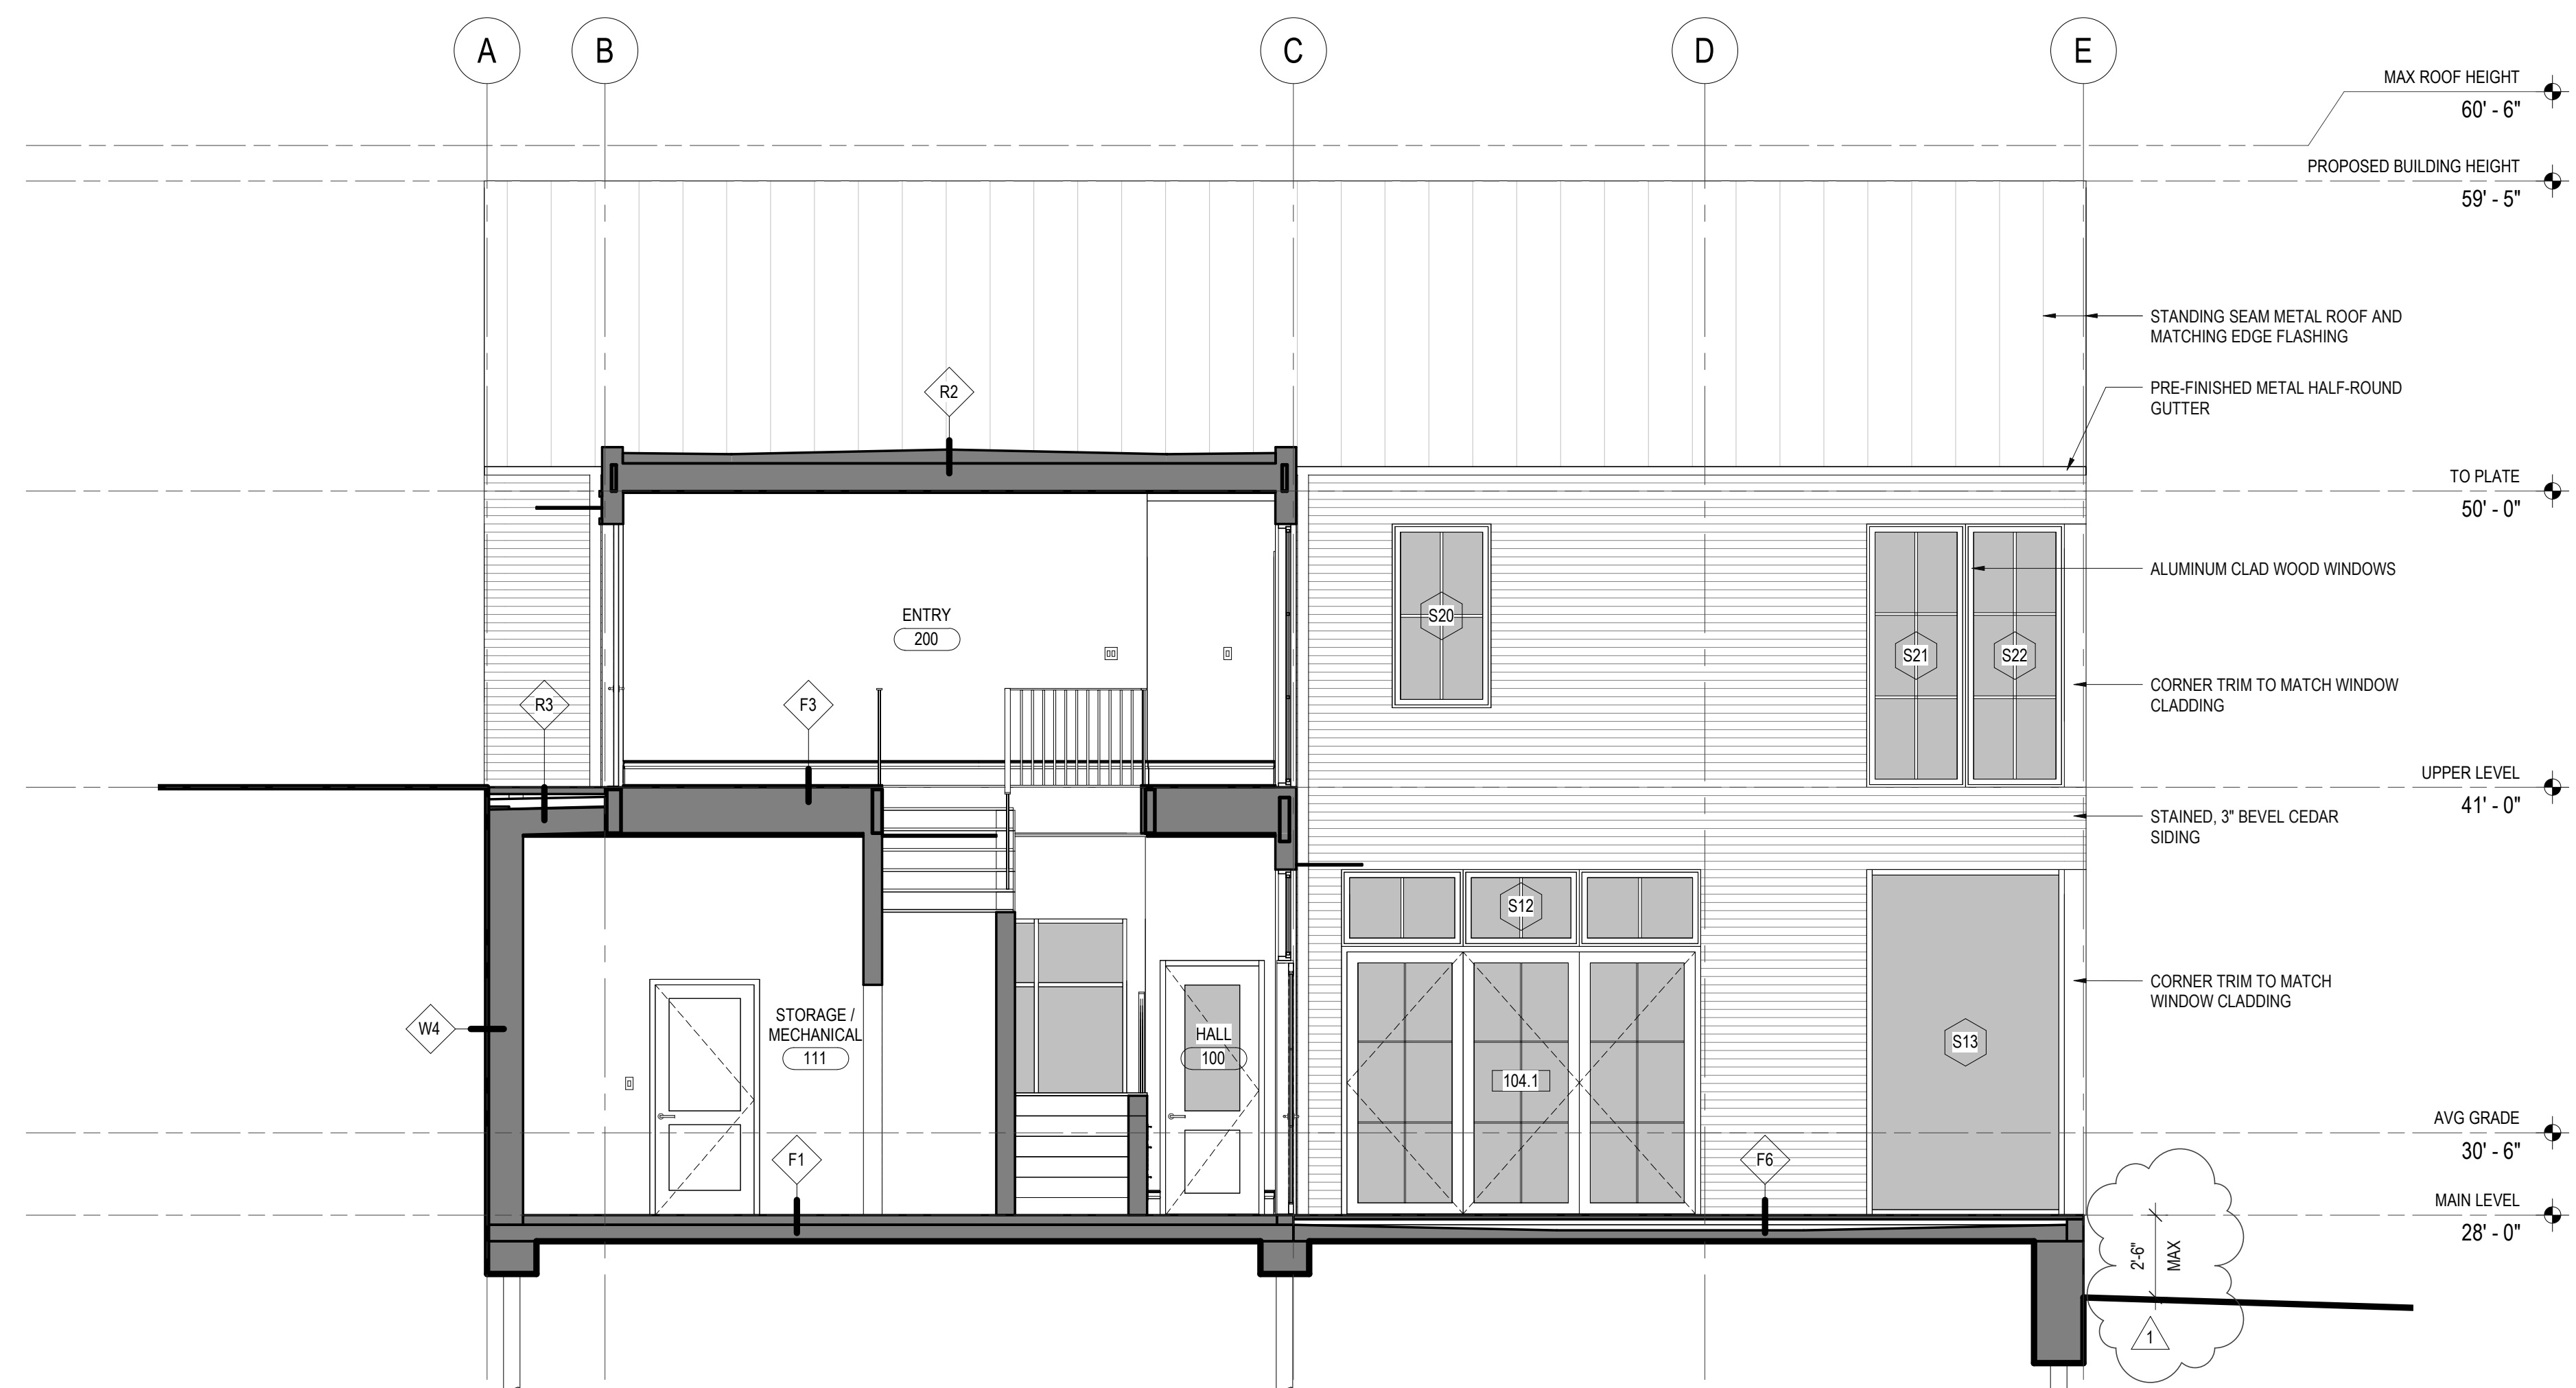 A
B
C
D
E
MAX ROOF HEIGHT
60' - 6"
PROPOSED BUILDING HEIGHT
59' - 5"
STANDING SEAM METAL ROOF AND
MATCHING EDGE FLASHING
PRE-FINISHED METAL HALF-ROUND
GUTTER
R2
TO PLATE
50' - 0"
ALUMINUM CLAD WOOD WINDOWS
ENTRY
200
S20
S21
S22
CORNER TRIM TO MATCH WINDOW
CLADDING
R3
F3
UPPER LEVEL
41' - 0"
STAINED, 3" BEVEL CEDAR
SIDING
S12
CORNER TRIM TO MATCH
WINDOW CLADDING
W4
STORAGE /
MECHANICAL
111
HALL
100
104.1
S13
AVG GRADE
30' - 6"
F1
F6
MAIN LEVEL
28' - 0"
2'-6"
MAX
1